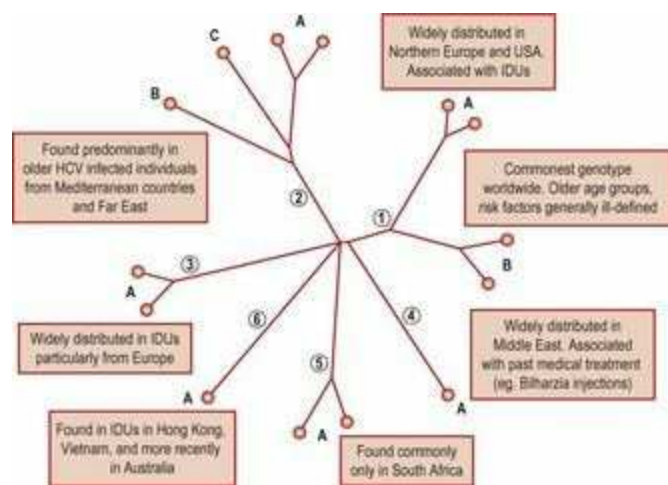 A
C
B
Widely distributed in
Northern Europe and USA.
Associated with IDUs
A
Found predominantly in
older HCV infected individuals
from Mediterranean countries
and Far East
②
①
Commonest genotype
worldwide. Older age groups,
risk factors generally ill-defined
B
③
A
Widely distributed in IDUs
particularly from Europe
⑥
④
Widely distributed in
Middle East. Associated
with past medical treatment
(eg. Bilharzia injections)
⑤
A
Found in IDUs in Hong Kong,
Vietnam, and more recently
in Australia
A
A
Found commonly
only in South Africa